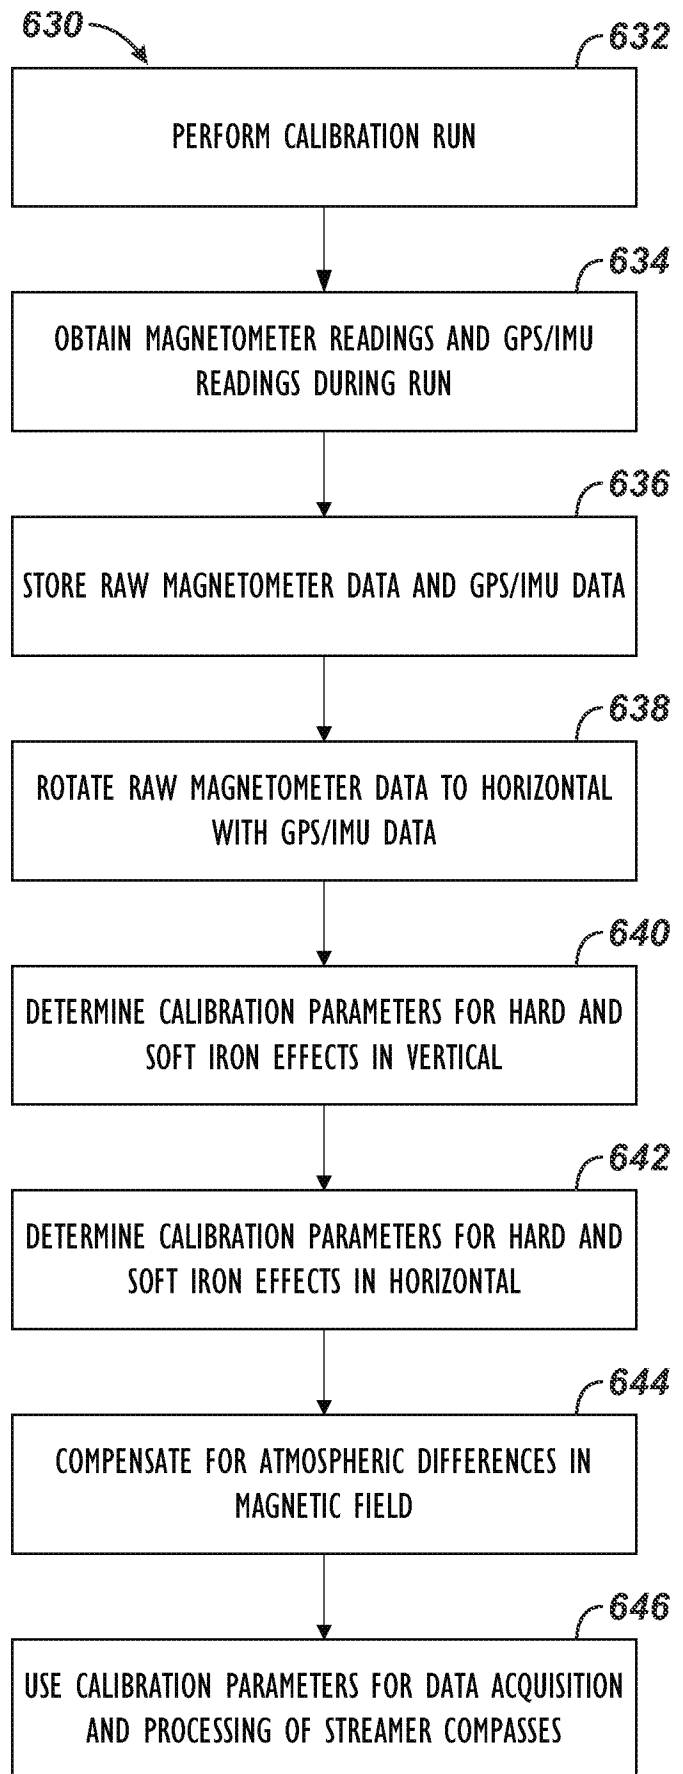 630
632
PERFORM CALIBRATION RUN
634
OBTAIN MAGNETOMETER READINGS AND GPS/IMU
READINGS DURING RUN
636
STORE RAW MAGNETOMETER DATA AND GPS/IMU DATA
638
ROTATE RAW MAGNETOMETER DATA TO HORIZONTAL
WITH GPS/IMU DATA
640
DETERMINE CALIBRATION PARAMETERS FOR HARD AND
SOFT IRON EFFECTS IN VERTICAL
642
DETERMINE CALIBRATION PARAMETERS FOR HARD AND
SOFT IRON EFFECTS IN HORIZONTAL
644
COMPENSATE FOR ATMOSPHERIC DIFFERENCES IN
MAGNETIC FIELD
646
USE CALIBRATION PARAMETERS FOR DATA ACQUISITION
AND PROCESSING OF STREAMER COMPASSES